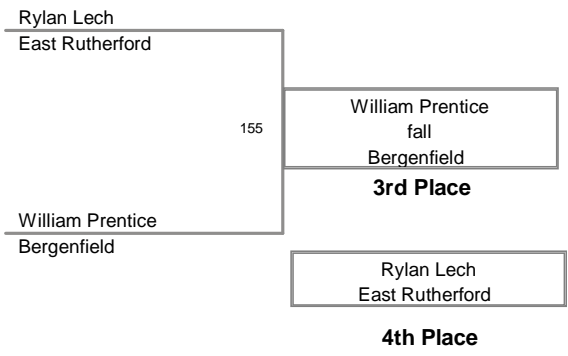 Rylan Lech
East Rutherford
155
William Prentice
fall
Bergenfield
3rd Place
William Prentice
Bergenfield
Rylan Lech
East Rutherford
4th Place